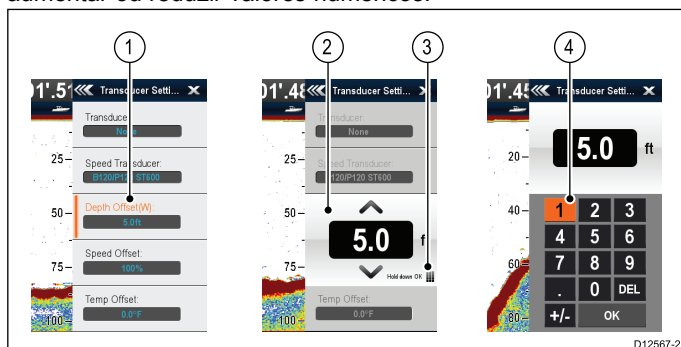 aumentar ou reduzir valores numéricos.
1
2
3
4
01'.51
Transducer Setti...
X
Transducer:
None
Speed Transducer:
B120/P120 ST600
Depth Offset(W):
5.0ft
Speed Offset:
100%
Temp Offset:
0.0°F
25
50
75
100
01'.48
Transducer Setti...
X
Transducer:
None
Speed Transducer:
B120/P120 ST600
5.0 f
Hold down OK
Temp Offset:
0.0°F
25
50
75
100
01'.45
Transducer Setti...
X
5.0 ft
1 2 3
4 5 6
7 8 9
. 0 DEL
+/- OK
20
40
60
80
D12567-2